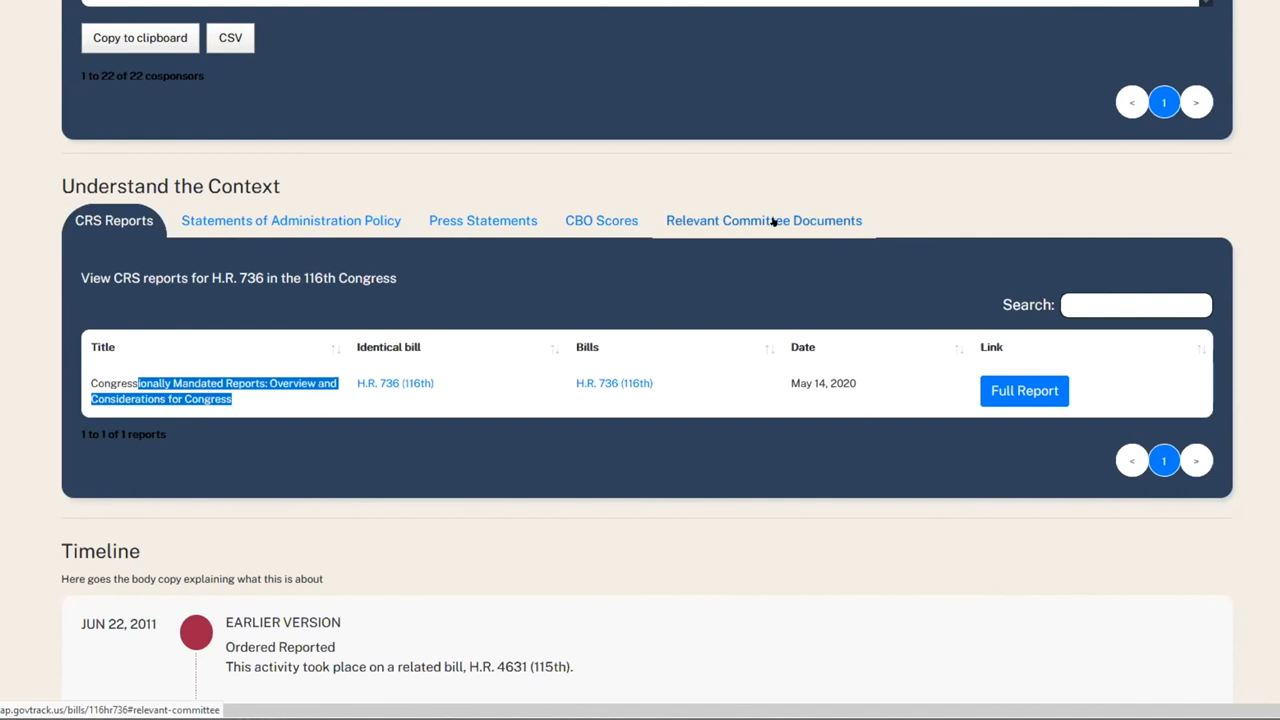 Copy to clipboard CSV
1 to 22 of 22 cosponsors
< 1 >
Understand the Context
CRS Reports Statements of Administration Policy Press Statements CBO Scores Relevant Committee Documents
View CRS reports for H.R. 736 in the 116th Congress
Search:
Title Identical bill Bills Date Link
Congressionally Mandated Reports: Overview and
Considerations for Congress
H.R. 736 (116th) H.R. 736 (116th) May 14, 2020 Full Report
1 to 1 of 1 reports
< 1 >
Timeline
Here goes the body copy explaining what this is about
JUN 22, 2011 EARLIER VERSION
Ordered Reported
This activity took place on a related bill, H.R. 4631 (115th).
ap.govtrack.us/bills/116hr736#relevant-committee